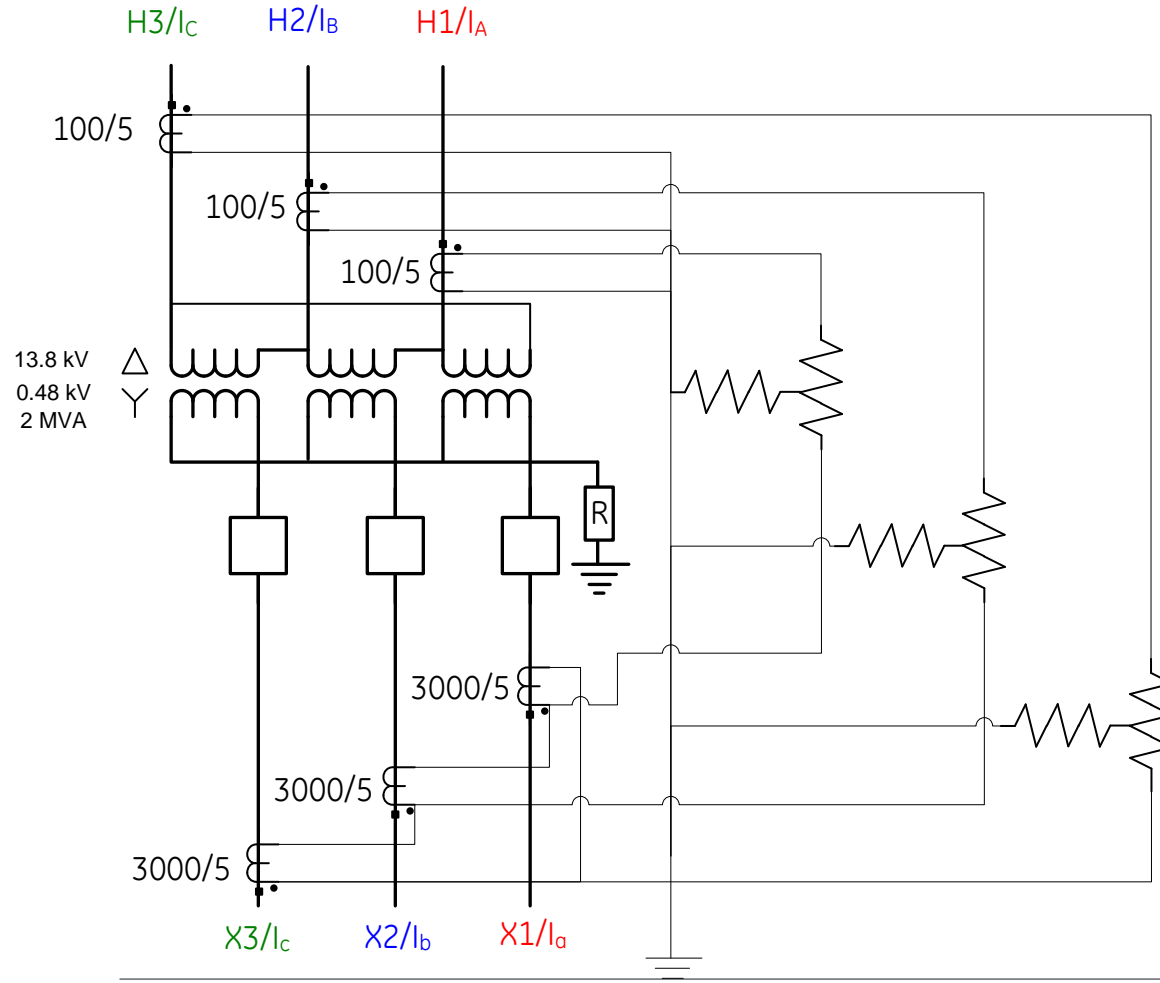 H3/IC
H2/IB
H1/IA
100/5
100/5
100/5
13.8 kV
0.48 kV
2 MVA
R
3000/5
3000/5
3000/5
X3/Ic
X2/Ib
X1/Ia